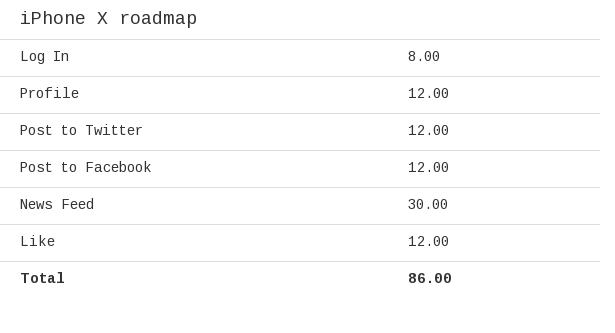 iPhone X roadmap
Log In 8.00
Profile 12.00
Post to Twitter 12.00
Post to Facebook 12.00
News Feed 30.00
Like 12.00
Total 86.00